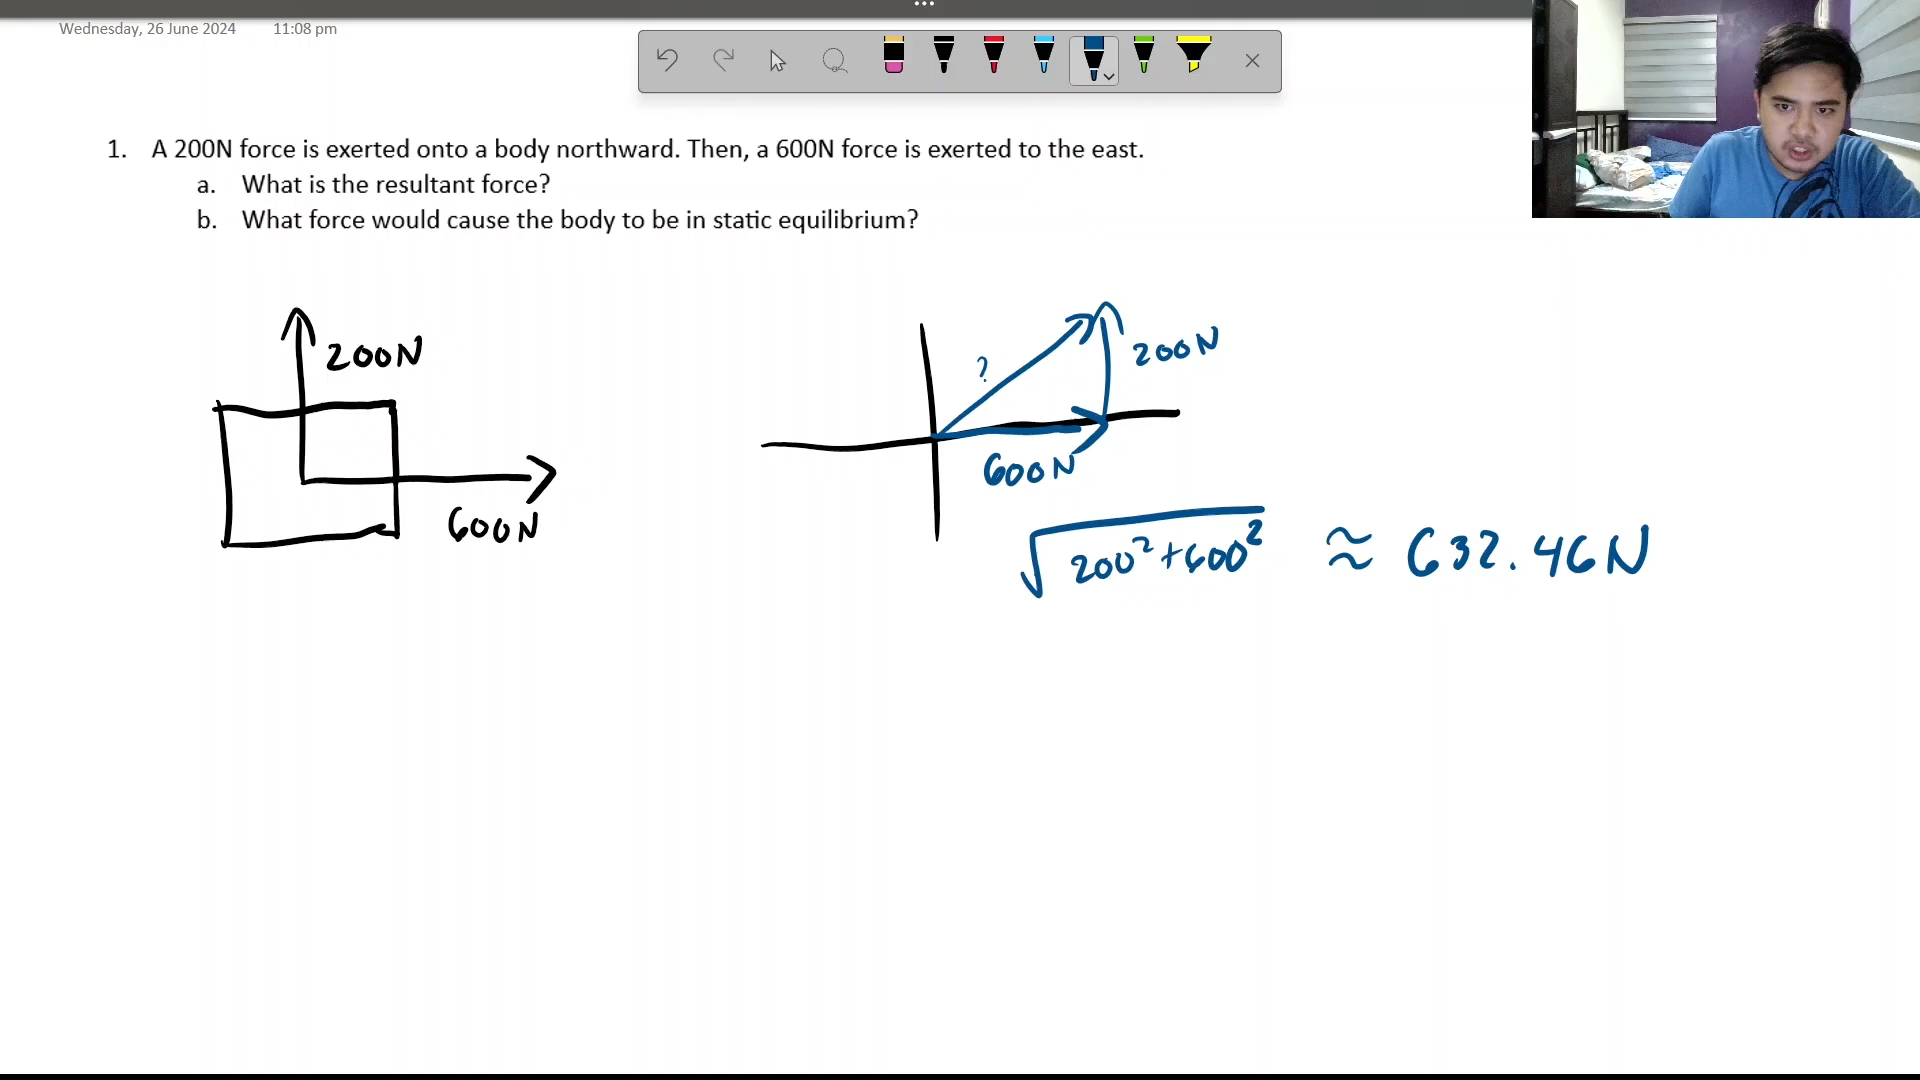 Wednesday, 26 June 2024 11:08 pm
1. A 200N force is exerted onto a body northward. Then, a 600N force is exerted to the east.
a. What is the resultant force?
b. What force would cause the body to be in static equilibrium?
200N
600N
?
200N
600N
√200²+600² ≈ 632.46N